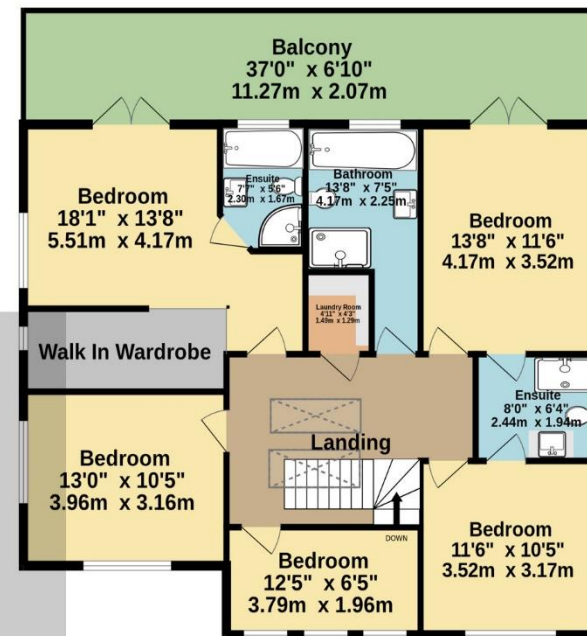 Balcony
37'0" x 6'10"
11.27m x 2.07m
Bedroom
18'1" x 13'8"
5.51m x 4.17m
Ensuite
7'7" x 5'6"
2.30m x 1.67m
Bathroom
13'8" x 7'5"
4.17m x 2.25m
Bedroom
13'8" x 11'6"
4.17m x 3.52m
Laundry Room
4'11" x 4'3"
1.49m x 1.29m
Walk In Wardrobe
Ensuite
8'0" x 6'4"
2.44m x 1.94m
Landing
Bedroom
13'0" x 10'5"
3.96m x 3.16m
Bedroom
11'6" x 10'5"
3.52m x 3.17m
DOWN
Bedroom
12'5" x 6'5"
3.79m x 1.96m